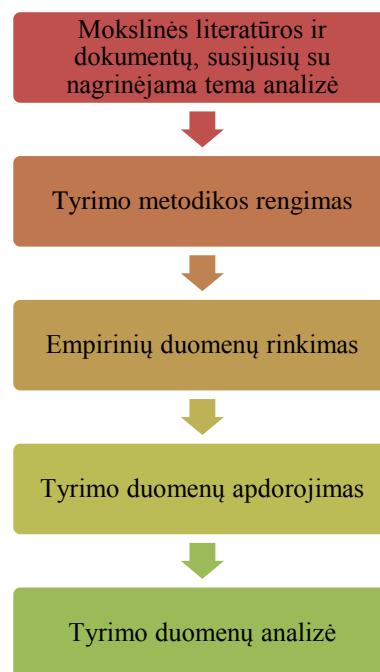 Mokslinės literatūros ir
dokumentų, susijusių su
nagrinėjama tema analizė
Tyrimo metodikos rengimas
Empirinių duomenų rinkimas
Tyrimo duomenų apdorojimas
Tyrimo duomenų analizė